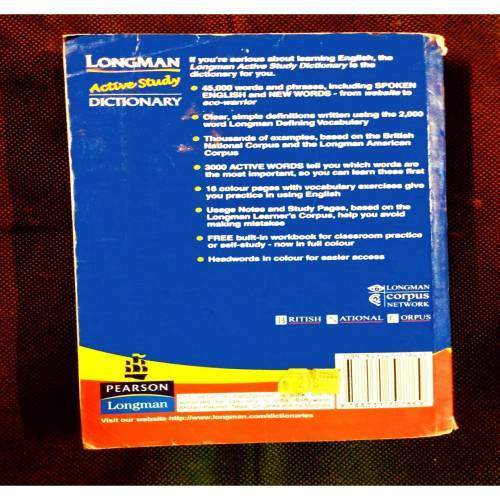 LONGMAN
Active Study
DICTIONARY
If you're serious about learning English, the
Longman Active Study Dictionary is the
dictionary for you.
45,000 words and phrases, including SPOKEN
ENGLISH and NEW WORDS - from website to
eco-warrior
Clear, simple definitions written using the 2,000
word Longman Defining Vocabulary
Thousands of examples, based on the British
National Corpus and the Longman American
Corpus
3000 ACTIVE WORDS tell you which words are
the most important, so you can learn these first
16 colour pages with vocabulary exercises give
you practice in using English
Usage Notes and Study Pages, based on the
Longman Learner's Corpus, help you avoid
making mistakes
FREE built-in workbook for classroom practice
or self-study - now in full colour
Headwords in colour for easier access
LONGMAN
corpus
NETWORK
BRITISH NATIONAL CORPUS
PEARSON
Longman
Visit our website http://www.longman.com/dictionaries